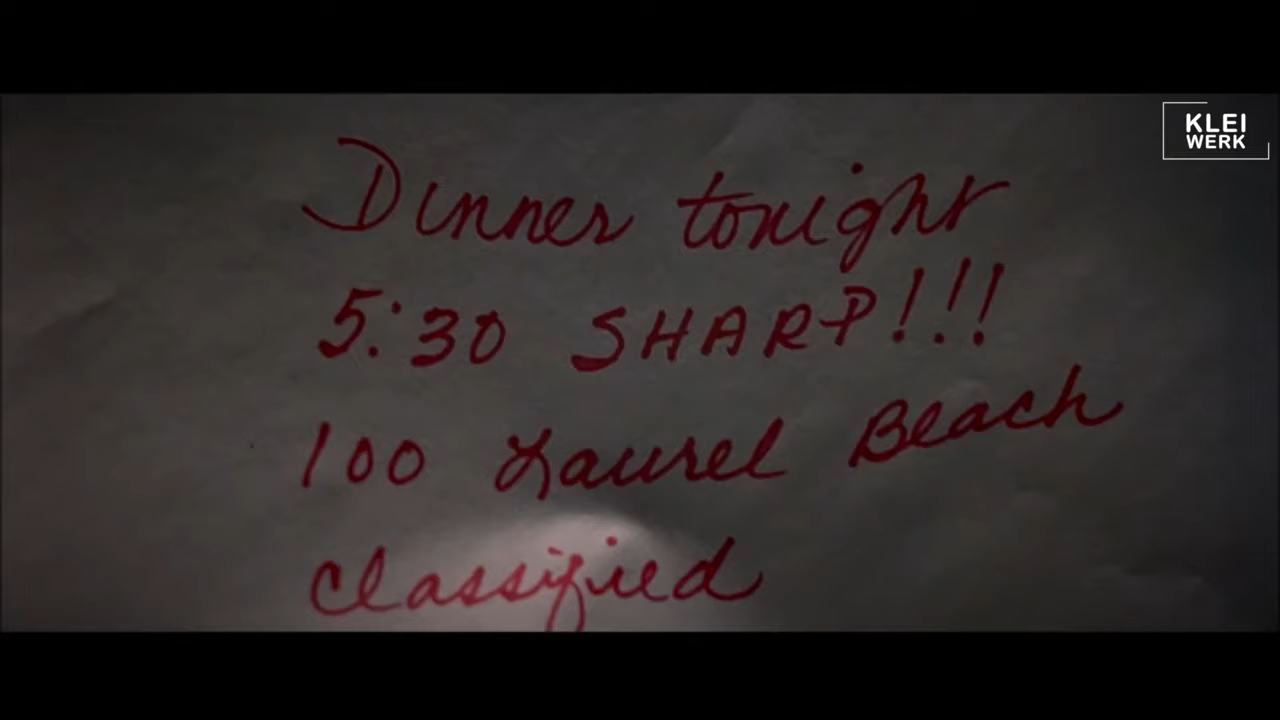 KLEI
WERK
Dinner tonight
5:30 SHARP!!!
100 Laurel Beach
classified